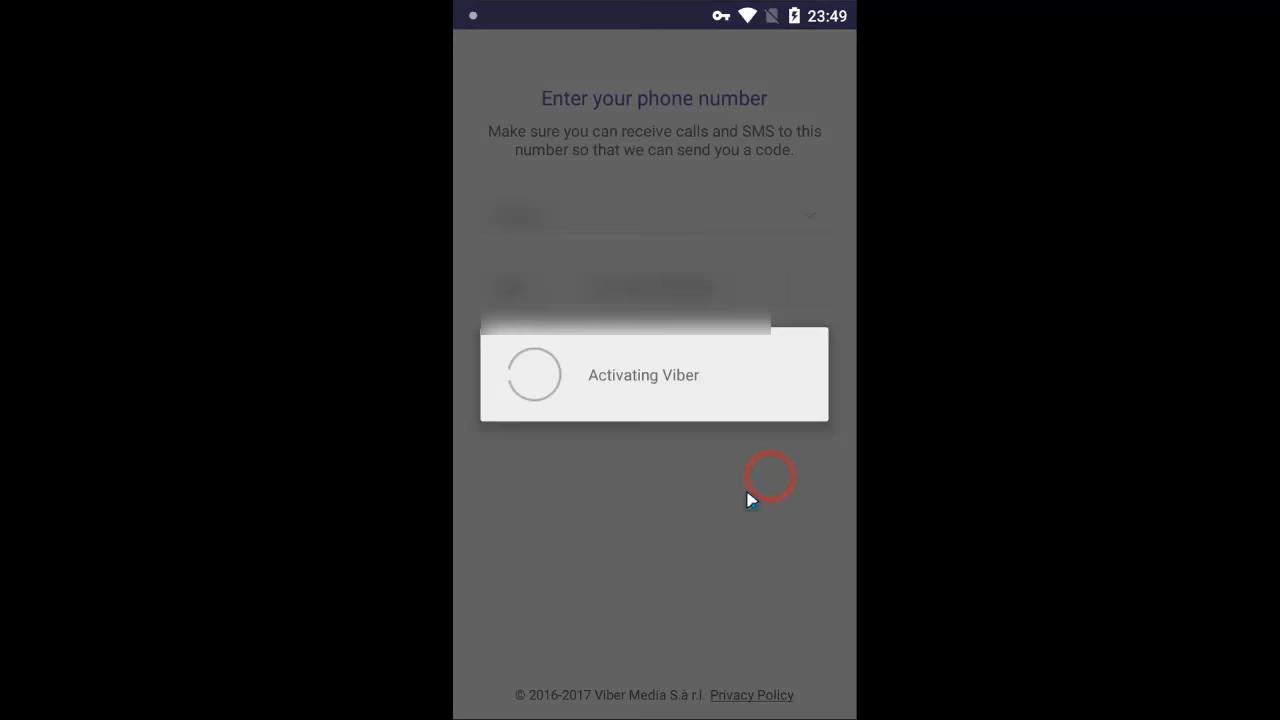 23:49
Enter your phone number
Make sure you can receive calls and SMS to this
number so that we can send you a code.
Activating Viber
© 2016-2017 Viber Media S.à r.l. Privacy Policy